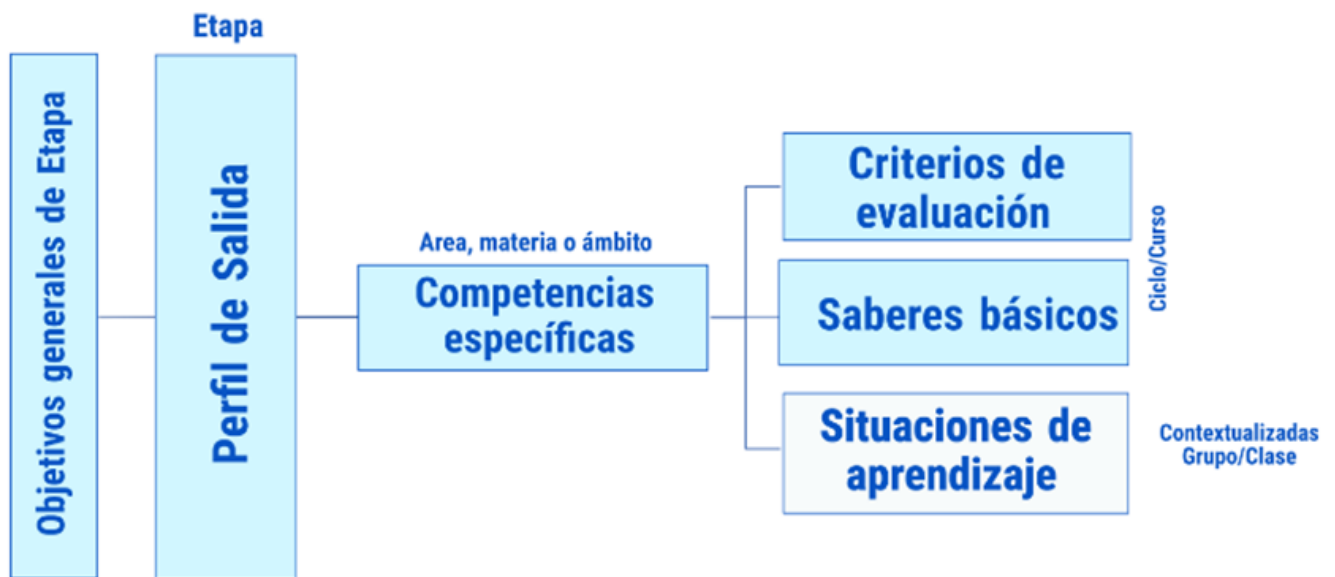 Objetivos generales de Etapa
Etapa
Perfil de Salida
Area, materia o ámbito
Competencias
específicas
Criterios de
evaluación
Saberes básicos
Ciclo/Curso
Situaciones de
aprendizaje
Contextualizadas
Grupo/Clase